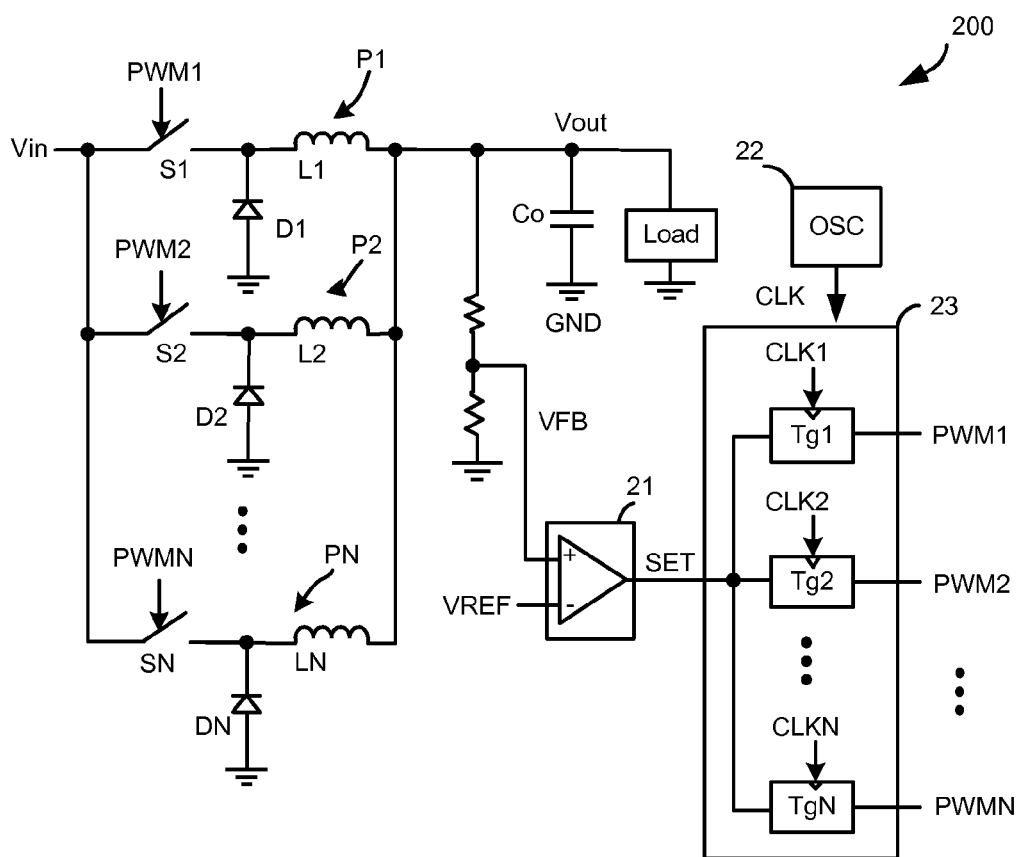 200
P1
PWM1
Vin
Vout
22
S1
L1
Co
Load
OSC
D1
P2
PWM2
CLK
GND
23
S2
L2
CLK1
D2
VFB
Tg1
PWM1
21
CLK2
PWMN
PN
SET
Tg2
PWM2
+
VREF
-
SN
LN
DN
CLKN
TgN
PWMN